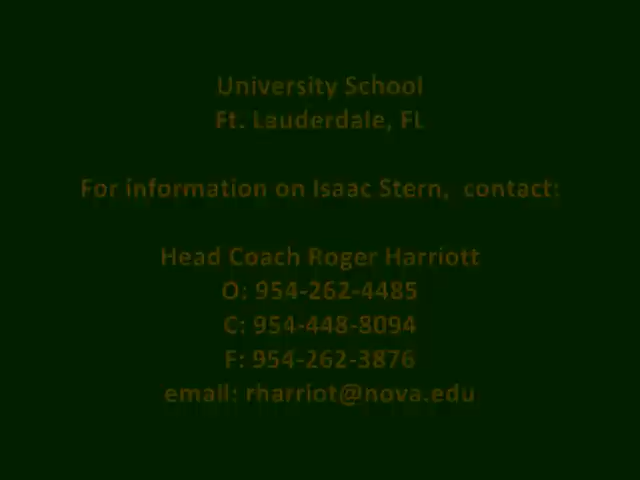 University School
Ft. Lauderdale, FL
For information on Isaac Stern, contact:
Head Coach Roger Harriott
O: 954-262-4485
C: 954-448-8094
F: 954-262-3876
email: rharriot@nova.edu